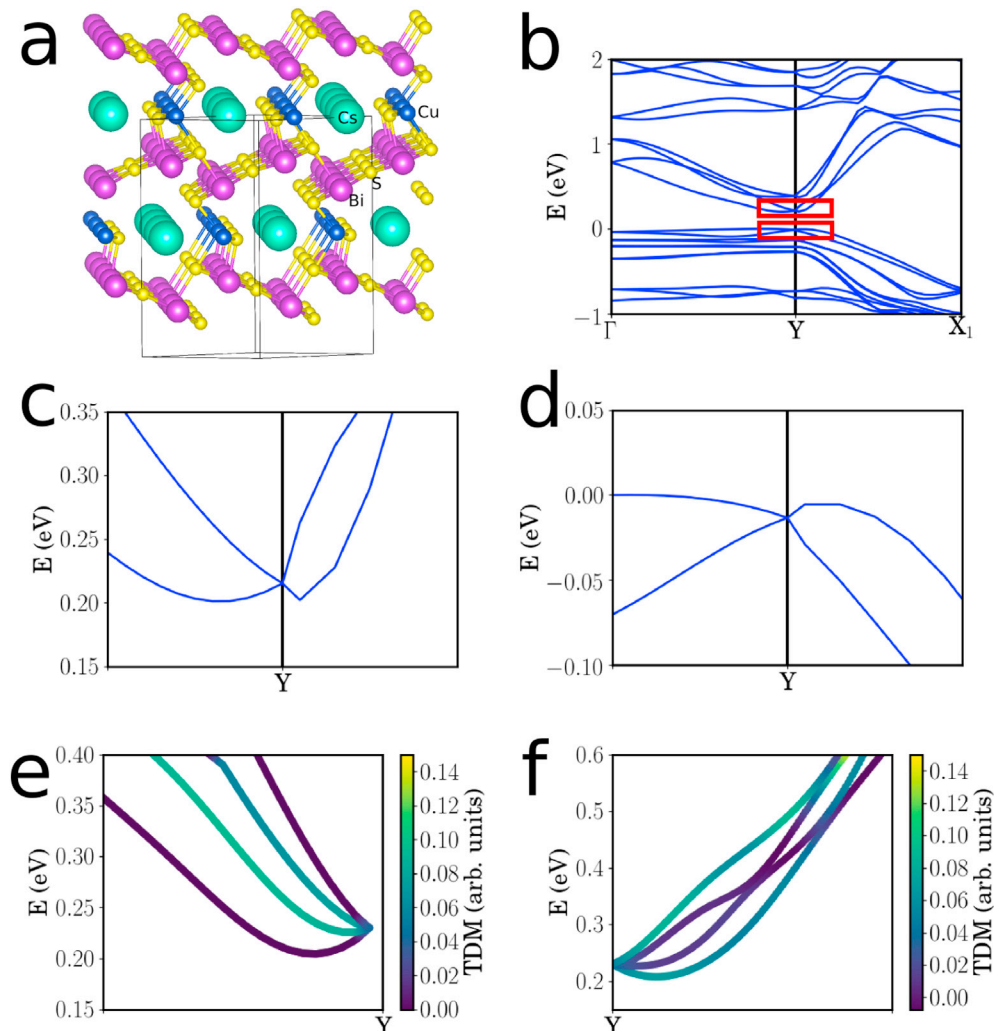 a
Cs
Cu
S
Bi
b
2
1
0
−1
E (eV)
Γ
Y
X1
c
0.35
0.30
0.25
0.20
0.15
E (eV)
Y
d
0.05
0.00
−0.05
−0.10
E (eV)
Y
e
0.40
0.35
0.30
0.25
0.20
0.15
E (eV)
Y
0.14
0.12
0.10
0.08
0.06
0.04
0.02
0.00
TDM (arb. units)
f
0.6
0.5
0.4
0.3
0.2
E (eV)
Y
0.14
0.12
0.10
0.08
0.06
0.04
0.02
0.00
TDM (arb. units)